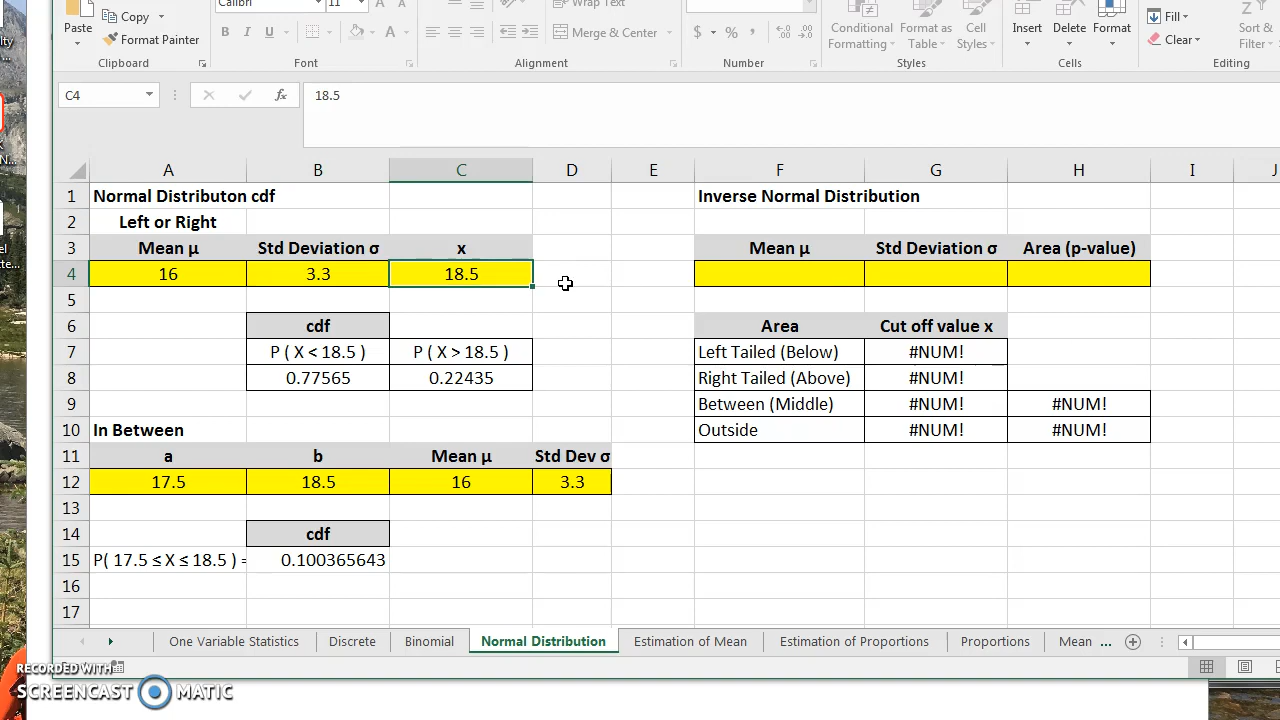 Calibri 11 Wrap Text
Paste Copy Format Painter B I U Merge & Center $ % , Conditional Formatting Format as Table Cell Styles Insert Delete Format Fill Clear Sort & Filter
Clipboard Font Alignment Number Styles Cells Editing
C4 fx 18.5
A B C D E F G H I J
1 Normal Distributon cdf Inverse Normal Distribution
2 Left or Right
3 Mean µ Std Deviation σ x Mean µ Std Deviation σ Area (p-value)
4 16 3.3 18.5
5
6 cdf Area Cut off value x
7 P ( X < 18.5 ) P ( X > 18.5 ) Left Tailed (Below) #NUM!
8 0.77565 0.22435 Right Tailed (Above) #NUM!
9 Between (Middle) #NUM! #NUM!
10 In Between Outside #NUM! #NUM!
11 a b Mean µ Std Dev σ
12 17.5 18.5 16 3.3
13
14 cdf
15 P( 17.5 ≤ X ≤ 18.5 ) = 0.100365643
16
17
One Variable Statistics Discrete Binomial Normal Distribution Estimation of Mean Estimation of Proportions Proportions Mean ...
RECORDED WITH
SCREENCAST MATIC